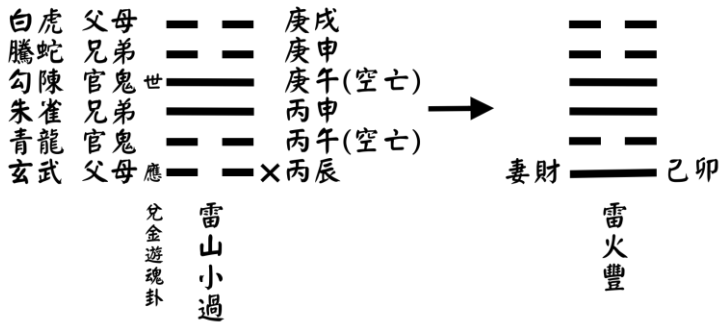 白虎 父母 庚戌
騰蛇 兄弟 庚申
勾陳 官鬼 世 庚午(空亡)
朱雀 兄弟 丙申
青龍 官鬼 丙午(空亡)
玄武 父母 應 ×丙辰 妻財 己卯
兌金遊魂卦
雷山小過
雷火豐